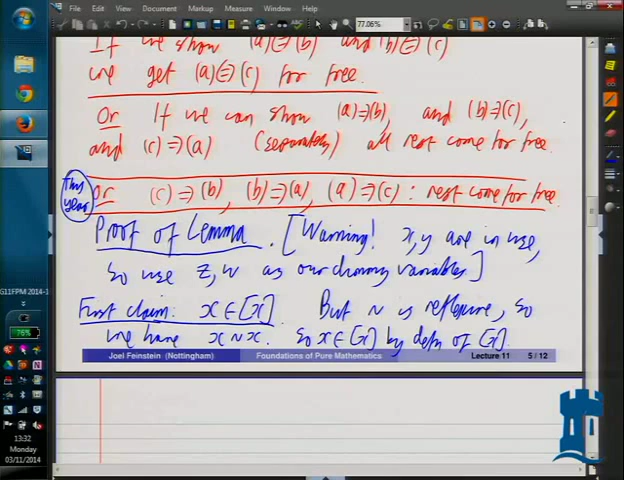 File Edit View Document Measure Window Help
77.06%
If we show (a)⇔(b) and (b)⇔(c)
we get (a)⇔(c) for free.
Or If we can show (a)⇒(b), and (b)⇒(c),
and (c)⇒(a) (separately) all rest come for free.
This year
Or (c)⇒(b), (b)⇒(a), (a)⇒(c) : rest come for free.
Proof of Lemma. [Warning! x,y are in use,
so use z,w as our dummy variables.]
First claim: x∈[x]. But ~ is reflexive, so
we have x~x. so x∈[x] by defn of [x].
Joel Feinstein (Nottingham) Foundations of Pure Mathematics Lecture 11 5 / 12
G11FPM 2014-1
76%
13:32
Monday
03/11/2014